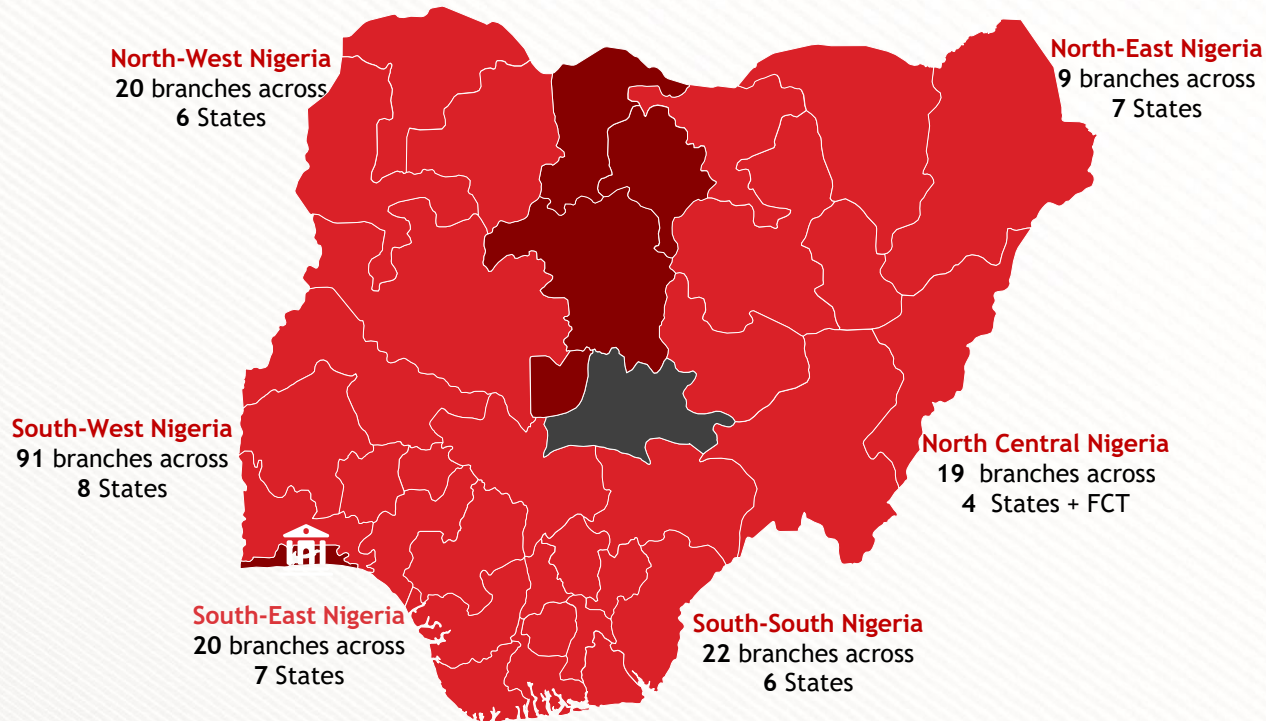 North-West Nigeria
20 branches across
6 States
North-East Nigeria
9 branches across
7 States
South-West Nigeria
91 branches across
8 States
North Central Nigeria
19 branches across
4 States + FCT
South-East Nigeria
20 branches across
7 States
South-South Nigeria
22 branches across
6 States